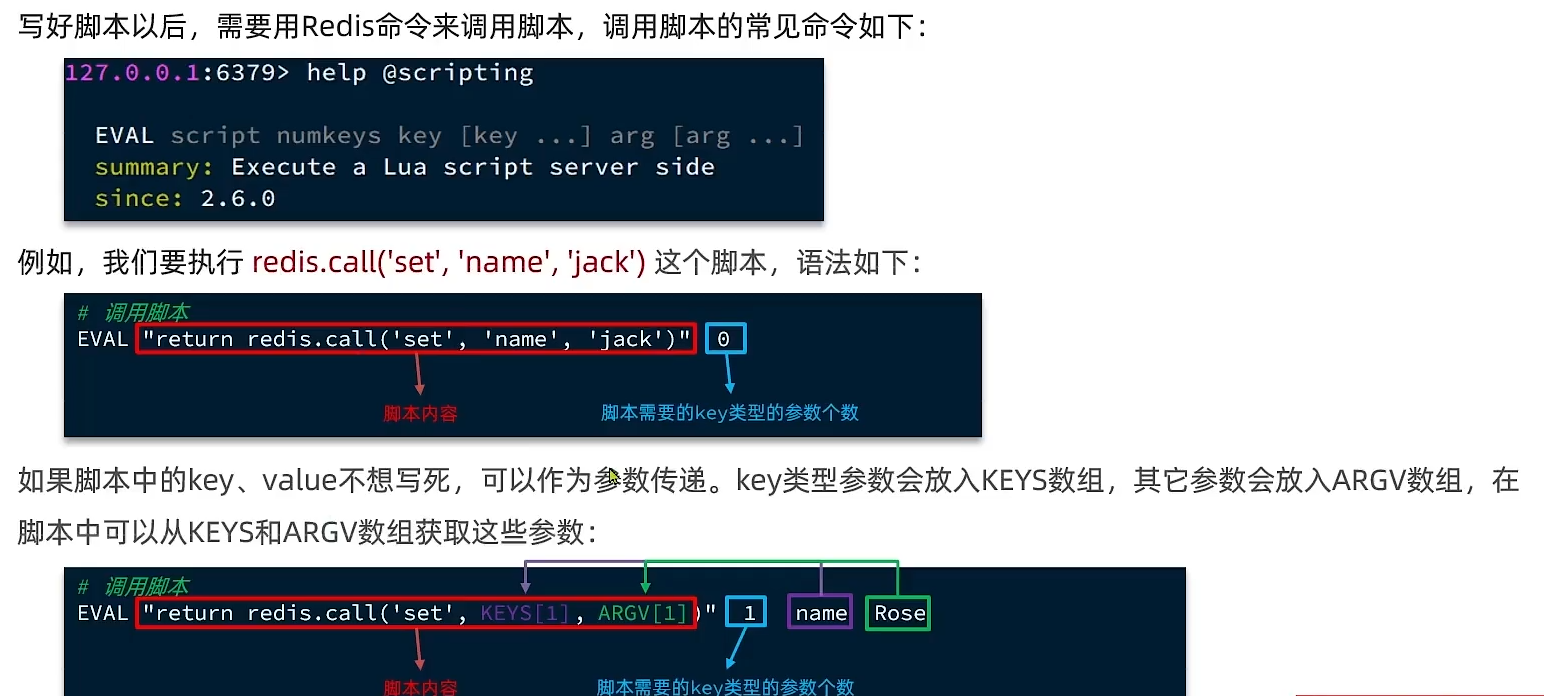 写好脚本以后，需要用Redis命令来调用脚本，调用脚本的常见命令如下：
127.0.0.1:6379> help @scripting
EVAL script numkeys key [key ...] arg [arg ...]
summary: Execute a Lua script server side
since: 2.6.0
例如，我们要执行 redis.call('set', 'name', 'jack') 这个脚本，语法如下：
# 调用脚本
EVAL "return redis.call('set', 'name', 'jack')" 0
脚本内容 脚本需要的key类型的参数个数
如果脚本中的key、value不想写死，可以作为参数传递。key类型参数会放入KEYS数组，其它参数会放入ARGV数组，在
脚本中可以从KEYS和ARGV数组获取这些参数：
# 调用脚本
EVAL "return redis.call('set', KEYS[1], ARGV[1])" 1 name Rose
脚本内容 脚本需要的key类型的参数个数